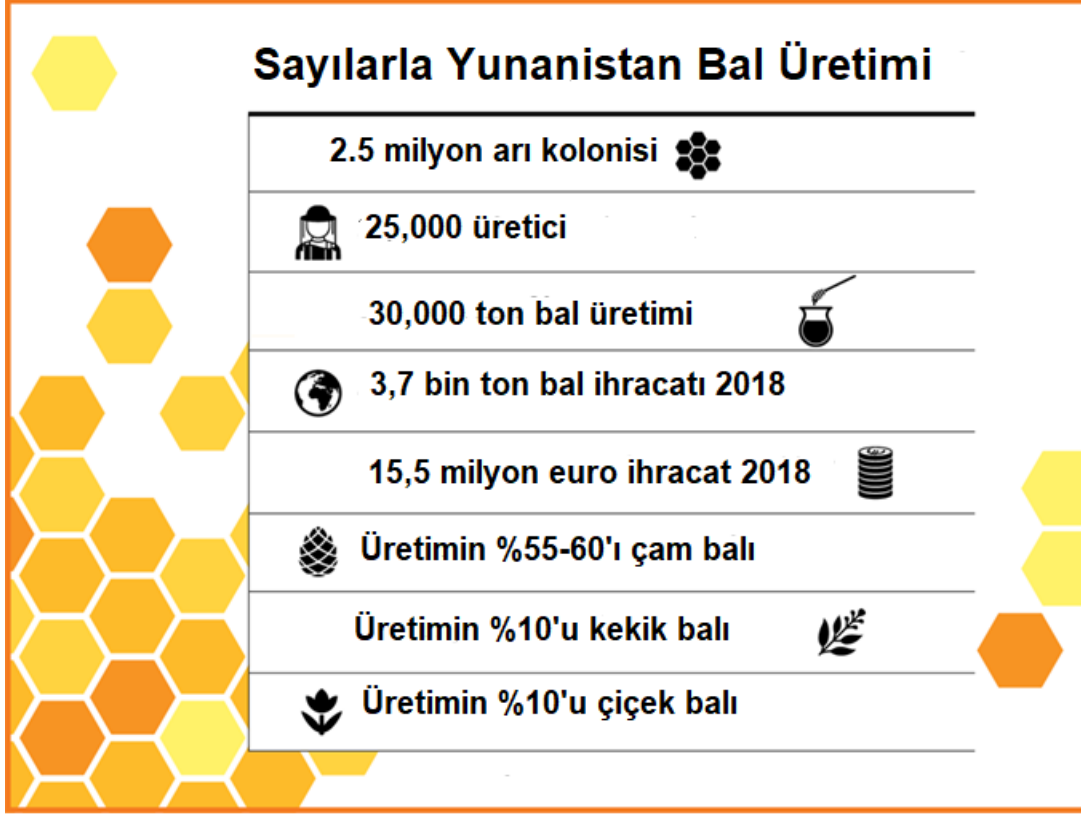 Sayılarla Yunanistan Bal Üretimi
2.5 milyon arı kolonisi
25,000 üretici
30,000 ton bal üretimi
3,7 bin ton bal ihracatı 2018
15,5 milyon euro ihracat 2018
Üretimin %55-60'ı çam balı
Üretimin %10'u kekik balı
Üretimin %10'u çiçek balı